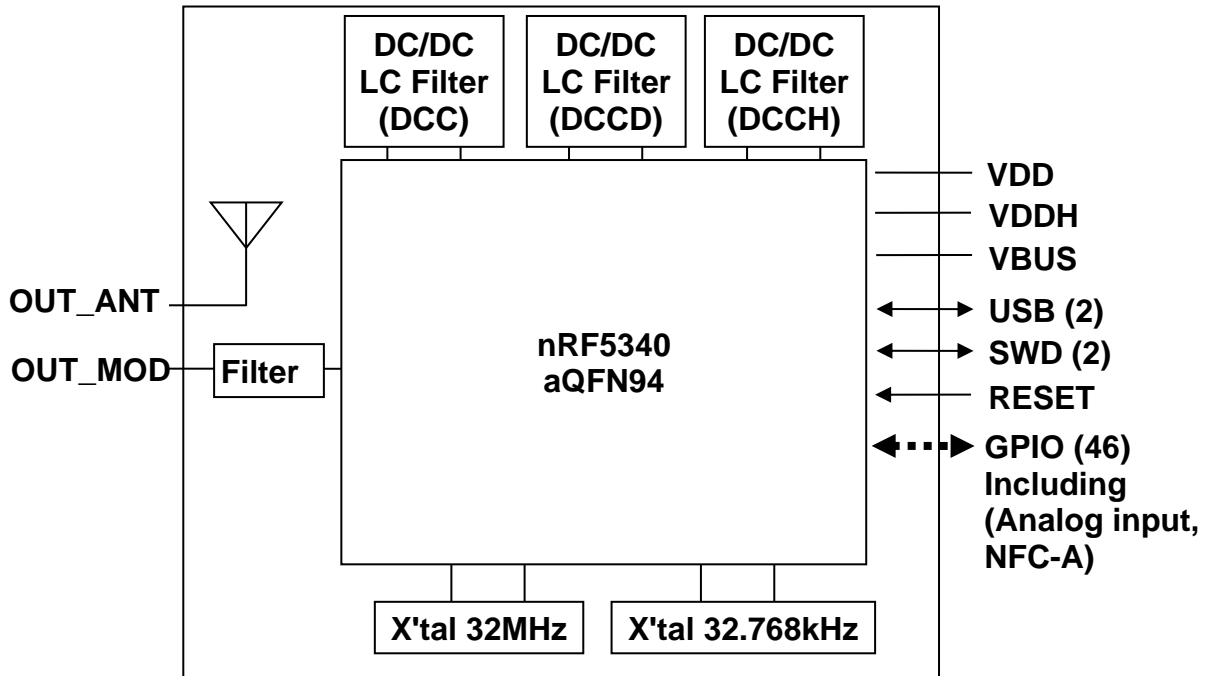 DC/DC
LC Filter
(DCC)
DC/DC
LC Filter
(DCCD)
DC/DC
LC Filter
(DCCH)
VDD
VDDH
VBUS
OUT_ANT
USB (2)
nRF5340
aQFN94
SWD (2)
OUT_MOD
Filter
RESET
GPIO (46)
Including
(Analog input,
NFC-A)
X'tal 32MHz
X'tal 32.768kHz